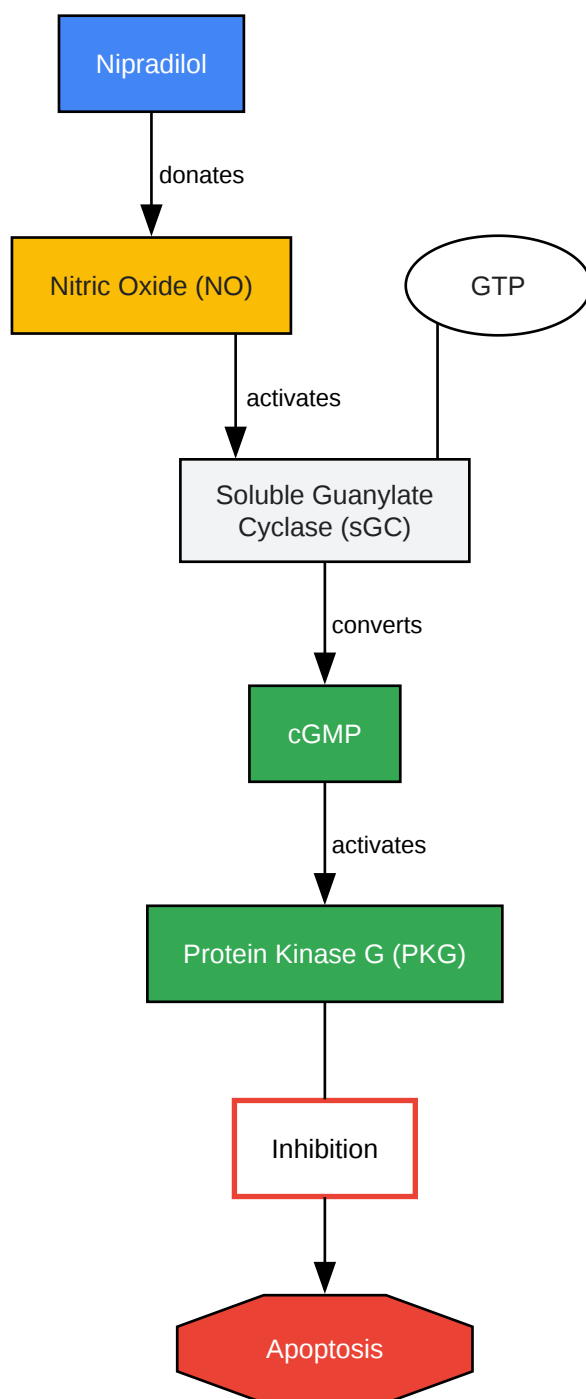 Nipradilol
donates
Nitric Oxide (NO)
GTP
activates
Soluble Guanylate
Cyclase (sGC)
converts
cGMP
activates
Protein Kinase G (PKG)
Inhibition
Apoptosis